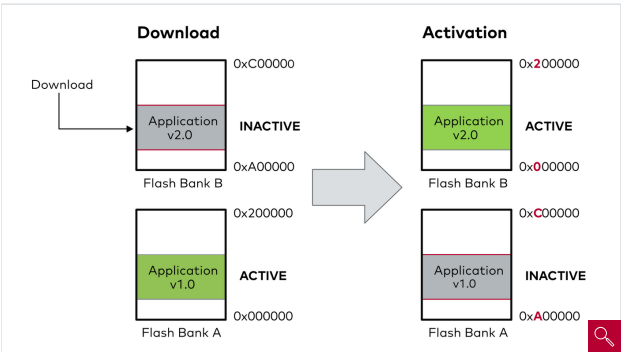 Download
Activation
0xC00000
0x200000
Download
Application
v2.0
INACTIVE
Application
v2.0
ACTIVE
0xA00000
0x000000
Flash Bank B
Flash Bank B
0x200000
0xC00000
Application
v1.0
ACTIVE
Application
v1.0
INACTIVE
0x000000
0xA00000
Flash Bank A
Flash Bank A